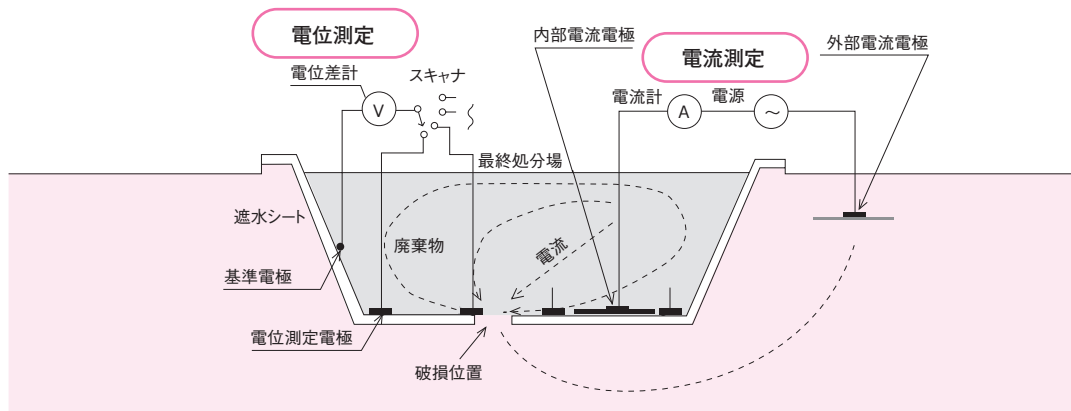 電位測定
電位差計
スキャナ
V
内部電流電極
外部電流電極
電流測定
電流計
電源
A
～
最終処分場
遮水シート
廃棄物
電流
基準電極
電位測定電極
破損位置